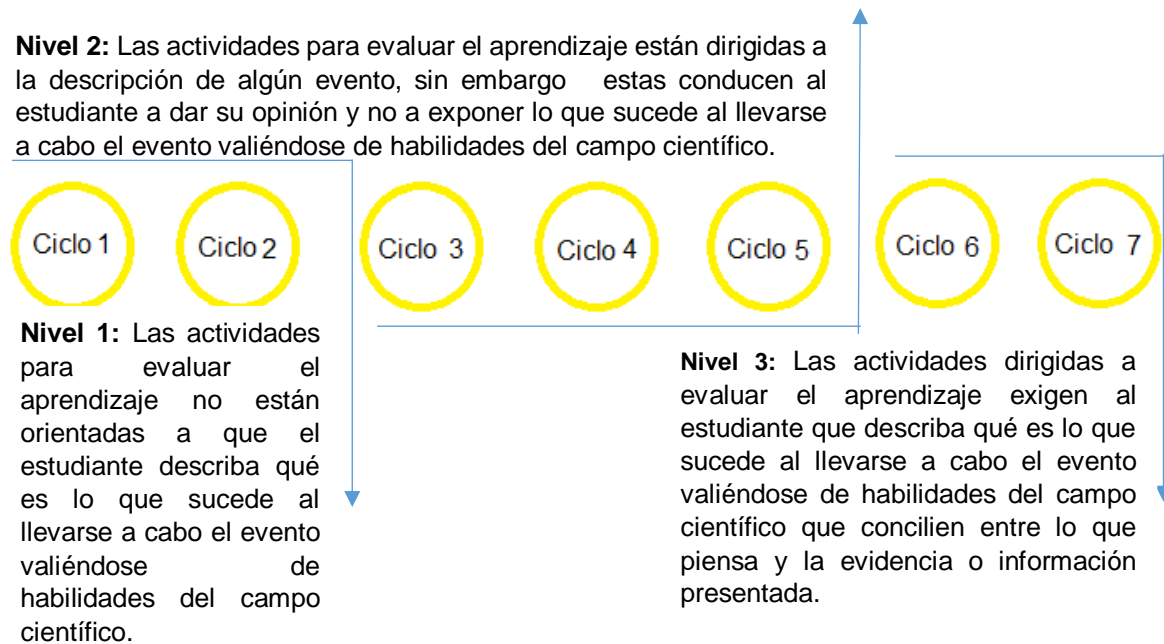 Nivel 2: Las actividades para evaluar el aprendizaje están dirigidas a
la descripción de algún evento, sin embargo estas conducen al
estudiante a dar su opinión y no a exponer lo que sucede al llevarse
a cabo el evento valiéndose de habilidades del campo científico.
Ciclo 1 Ciclo 2 Ciclo 3 Ciclo 4 Ciclo 5 Ciclo 6 Ciclo 7
Nivel 1: Las actividades
para evaluar el
aprendizaje no están
orientadas a que el
estudiante describa qué
es lo que sucede al
llevarse a cabo el evento
valiéndose de
habilidades del campo
científico.
Nivel 3: Las actividades dirigidas a
evaluar el aprendizaje exigen al
estudiante que describa qué es lo que
sucede al llevarse a cabo el evento
valiéndose de habilidades del campo
científico que concilien entre lo que
piensa y la evidencia o información
presentada.